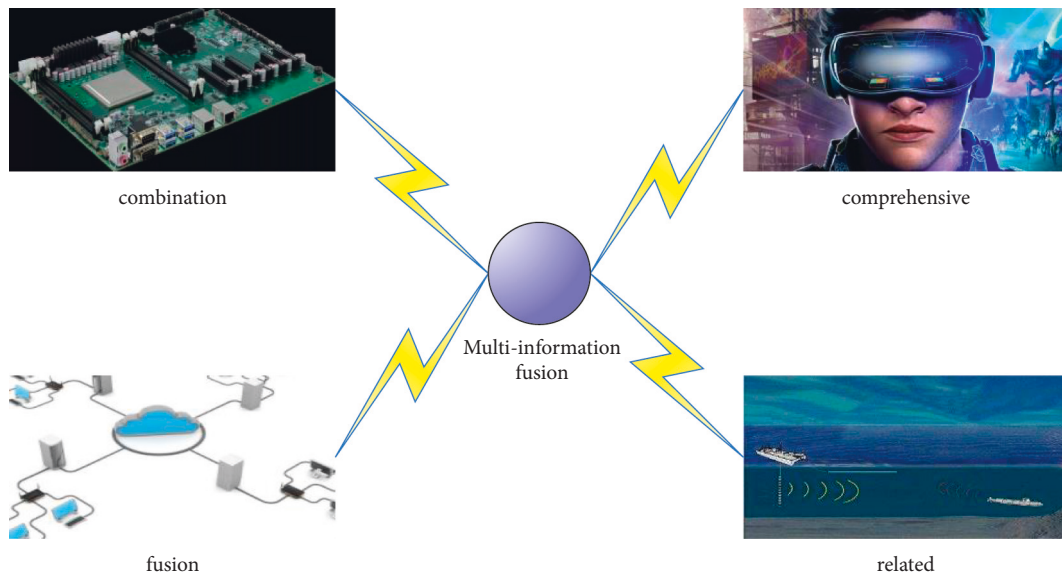 combination
comprehensive
Multi-information
fusion
fusion
related